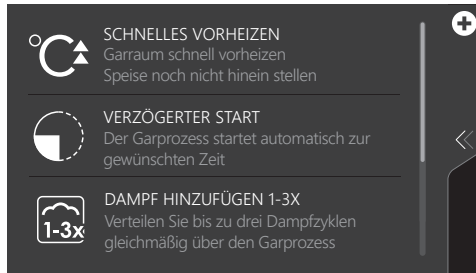 SCHNELLES VORHEIZEN
Garraum schnell vorheizen
Speise noch nicht hinein stellen
VERZÖGERTER START
Der Garprozess startet automatisch zur
gewünschten Zeit
DAMPF HINZUFÜGEN 1-3X
Verteilen Sie bis zu drei Dampfzyklen
gleichmäßig über den Garprozess
°C
1-3x